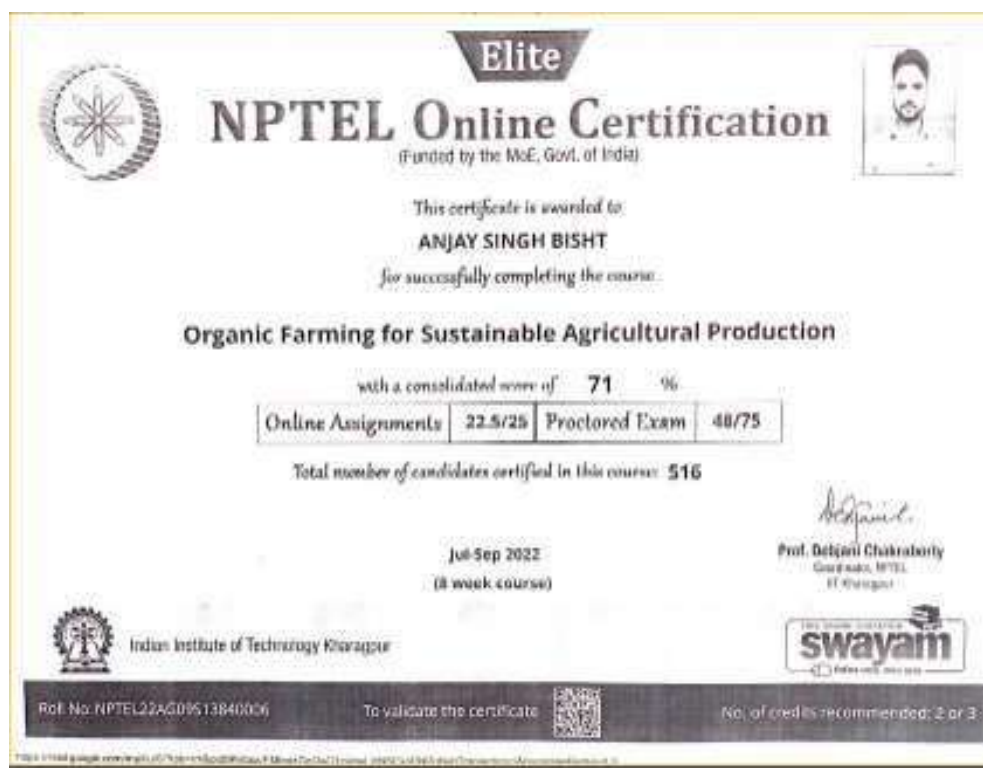 Elite
NPTEL Online Certification
(Funded by the MoE, Govt. of India)
This certificate is awarded to
ANJAY SINGH BISHT
for successfully completing the course
Organic Farming for Sustainable Agricultural Production
with a consolidated score of 71 %
Online Assignments 22.5/25 Proctored Exam 48/75
Total number of candidates certified in this course: 516
Jul-Sep 2022
(8 week course)
Prof. Debjani Chakraborty
Coordinator, NPTEL
IIT Kharagpur
Indian Institute of Technology Kharagpur
swayam
Roll No: NPTEL22AG09S13840006
To validate the certificate
No. of credits recommended: 2 or 3